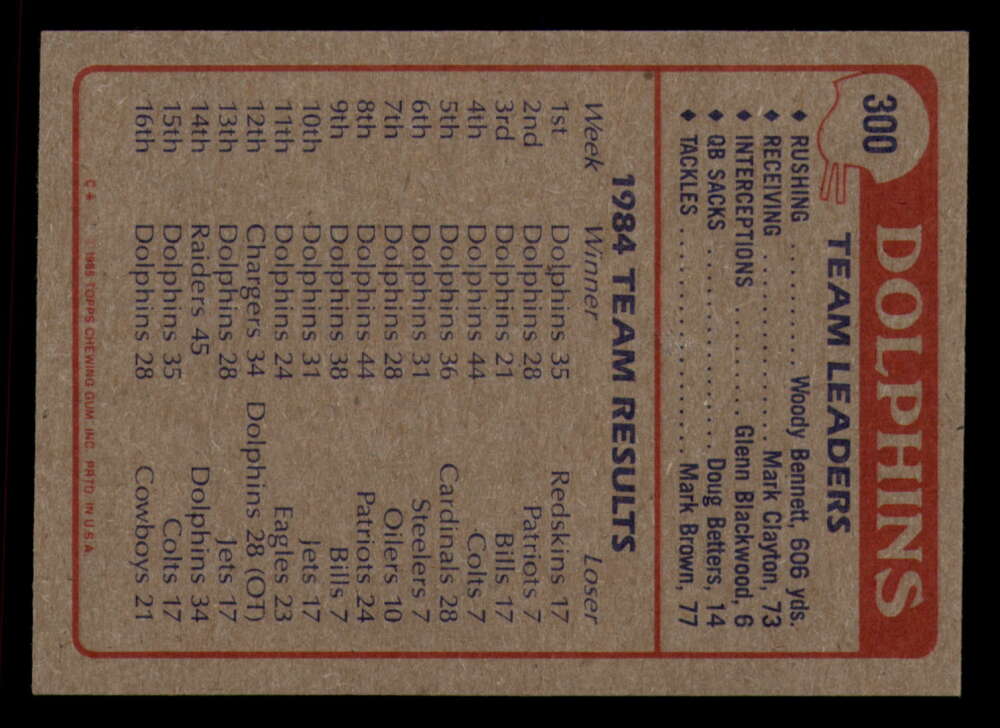 300
DOLPHINS
TEAM LEADERS
♦ RUSHING ........ Woody Bennett, 606 yds.
♦ RECEIVING ................ Mark Clayton, 73
♦ INTERCEPTIONS ........ Glenn Blackwood, 6
♦ QB SACKS ................ Doug Betters, 14
♦ TACKLES .................. Mark Brown, 77
1984 TEAM RESULTS
Week Winner Loser
1st Dolphins 35 Redskins 17
2nd Dolphins 28 Patriots 7
3rd Dolphins 21 Bills 17
4th Dolphins 44 Colts 7
5th Dolphins 36 Cardinals 28
6th Dolphins 31 Steelers 7
7th Dolphins 28 Oilers 10
8th Dolphins 44 Patriots 24
9th Dolphins 38 Bills 7
10th Dolphins 31 Jets 17
11th Dolphins 24 Eagles 23
12th Chargers 34 Dolphins 28 (OT)
13th Dolphins 28 Jets 17
14th Raiders 45 Dolphins 34
15th Dolphins 35 Colts 17
16th Dolphins 28 Cowboys 21
C* © 1985 TOPPS CHEWING GUM, INC. PRTD. IN U.S.A.